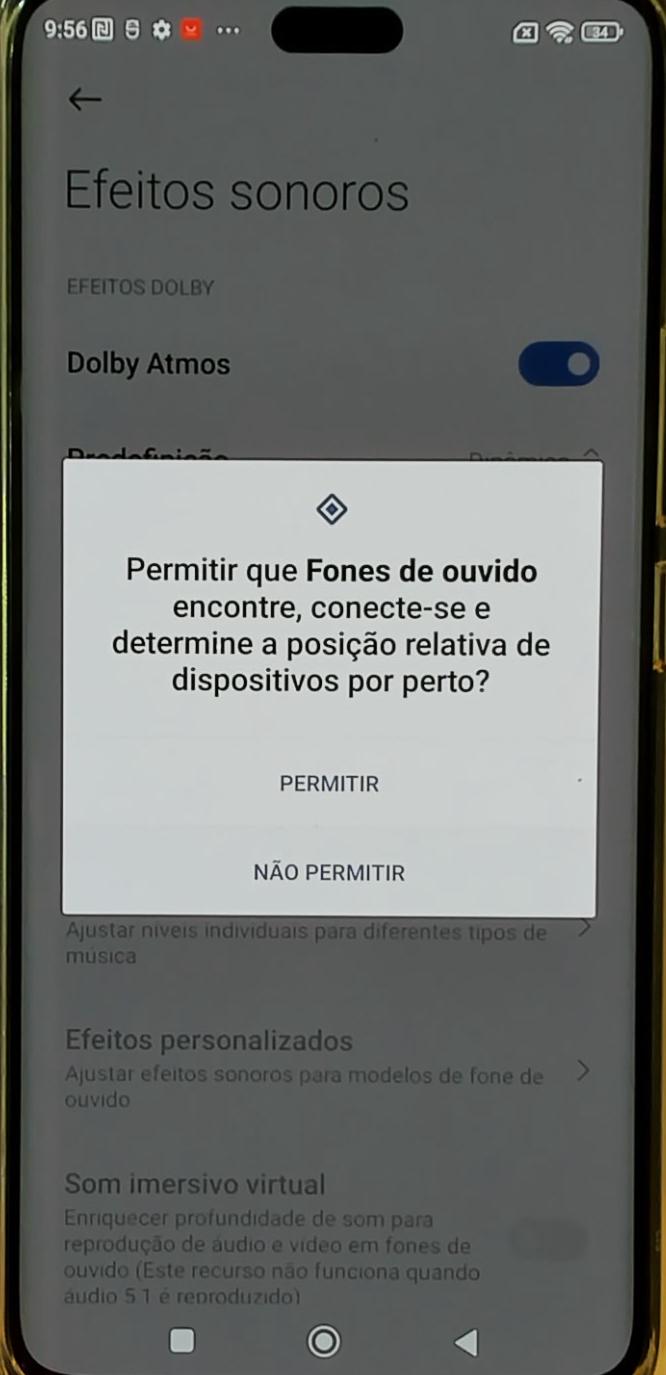 9:56
34
Efeitos sonoros
EFEITOS DOLBY
Dolby Atmos
Predefinição Dinâmico
Permitir que Fones de ouvido
encontre, conecte-se e
determine a posição relativa de
dispositivos por perto?
PERMITIR
NÃO PERMITIR
Ajustar níveis individuais para diferentes tipos de
música
Efeitos personalizados
Ajustar efeitos sonoros para modelos de fone de
ouvido
Som imersivo virtual
Enriquecer profundidade de som para
reprodução de áudio e vídeo em fones de
ouvido (Este recurso não funciona quando
áudio 5.1 é reproduzido)